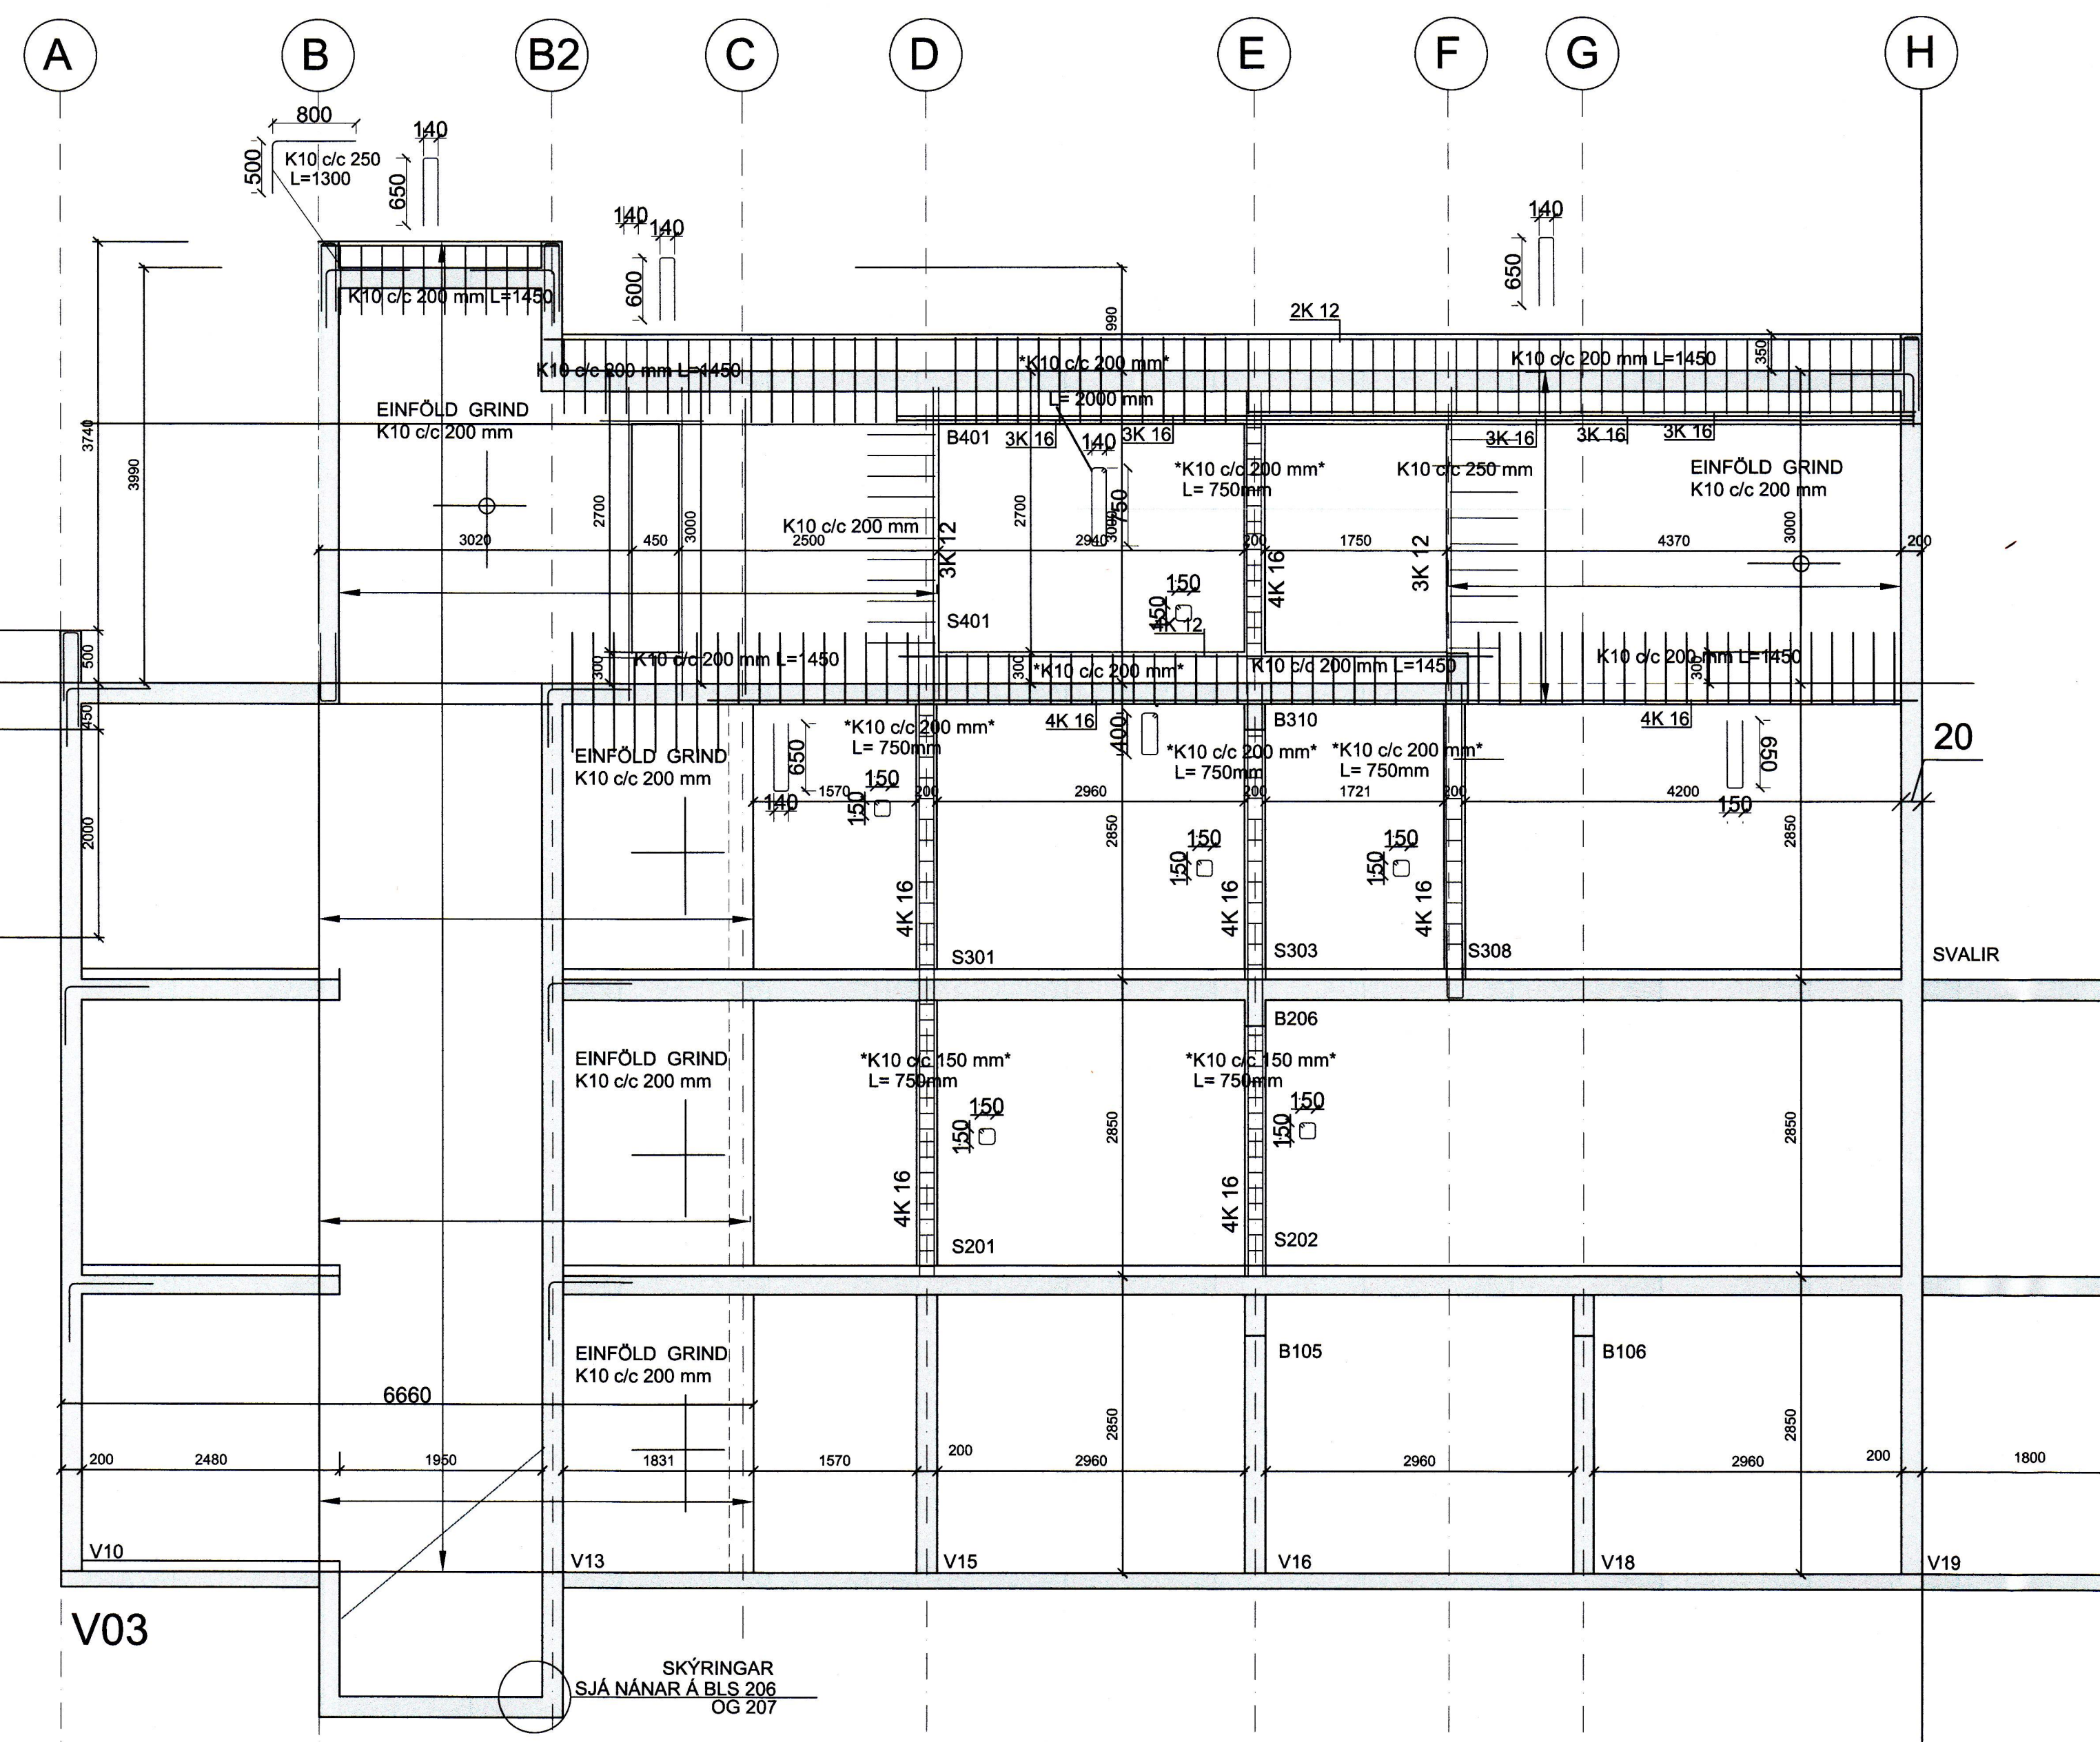 A B B2 C D E F G H
800
140
500
K10 c/c 250
L=1300
650
140
140
600
140
650
K10 c/c 200 mm L=1450
990
2K 12
K10 c/c 200 mm L=1450
*K10 c/c 200 mm*
L= 2000 mm
K10 c/c 200 mm L=1450
350
EINFÖLD GRIND
K10 c/c 200 mm
3740
3990
B401
3K 16
140
3K 16
3K 16
3K 16
3K 16
*K10 c/c 200 mm*
L= 750mm
K10 c/c 250 mm
EINFÖLD GRIND
K10 c/c 200 mm
2700
3000
K10 c/c 200 mm
3K 12
2700
750
3000
3000
3020
450
2500
2940
200
1750
4370
200
4K 16
3K 12
150
150
S401
4K 12
500
300
K10 c/c 200 mm L=1450
300
*K10 c/c 200 mm*
K10 c/c 200 mm L=1450
K10 c/c 200 mm L=1450
300
450
*K10 c/c 200 mm*
L= 750mm
4K 16
400
B310
4K 16
20
EINFÖLD GRIND
K10 c/c 200 mm
650
*K10 c/c 200 mm*
L= 750mm
*K10 c/c 200 mm*
L= 750mm
650
2000
140
1570
150
150
200
2960
200
1721
200
4200
150
2850
2850
150
150
150
150
4K 16
4K 16
4K 16
S301
S303
S308
SVALIR
B206
EINFÖLD GRIND
K10 c/c 200 mm
*K10 c/c 150 mm*
L= 750mm
*K10 c/c 150 mm*
L= 750mm
150
150
150
150
2850
2850
4K 16
4K 16
S201
S202
EINFÖLD GRIND
K10 c/c 200 mm
B105
B106
6660
2850
2850
200
2480
1950
1831
1570
200
2960
2960
2960
200
1800
V10
V13
V15
V16
V18
V19
V03
SKÝRINGAR
SJÁ NÁNAR Á BLS 206
OG 207